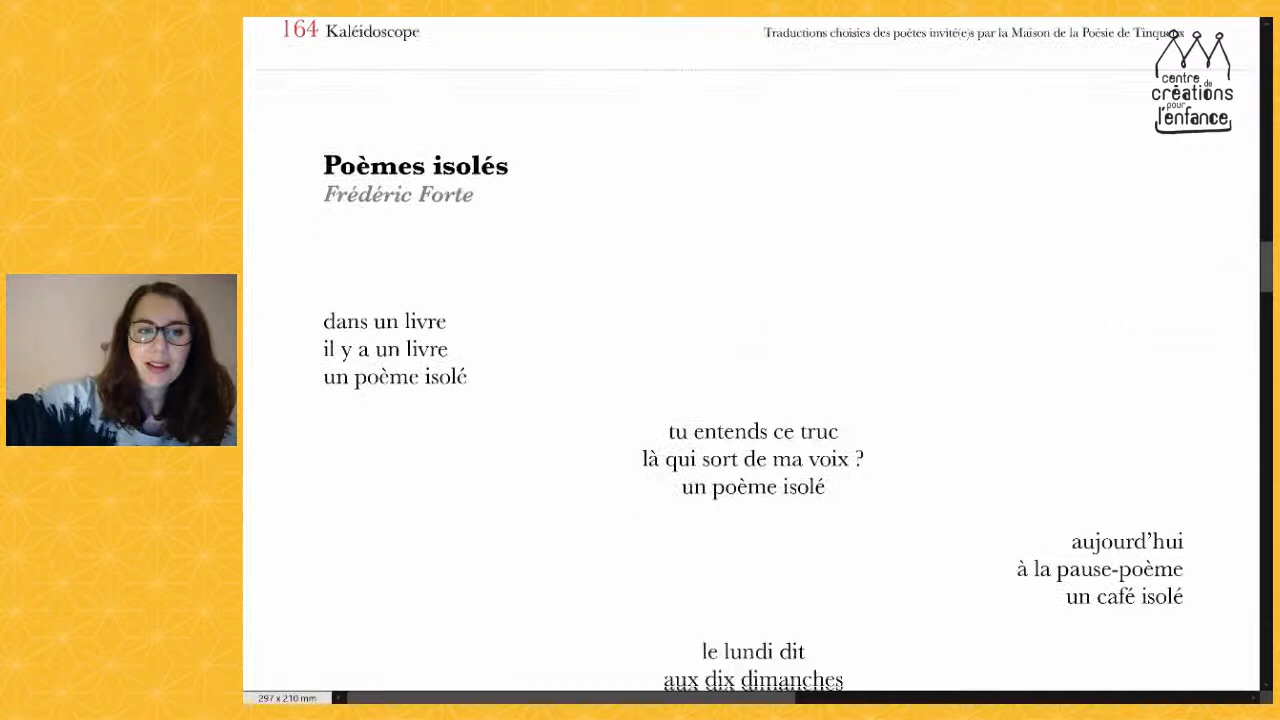 164 Kaléidoscope
Traductions choisies des poètes invité(e)s par la Maison de la Poésie de Tinqueux
centre de
créations
pour
l'enfance
Poèmes isolés
Frédéric Forte
dans un livre
il y a un livre
un poème isolé
tu entends ce truc
là qui sort de ma voix ?
un poème isolé
aujourd’hui
à la pause-poème
un café isolé
le lundi dit
aux dix dimanches
297 x 210 mm